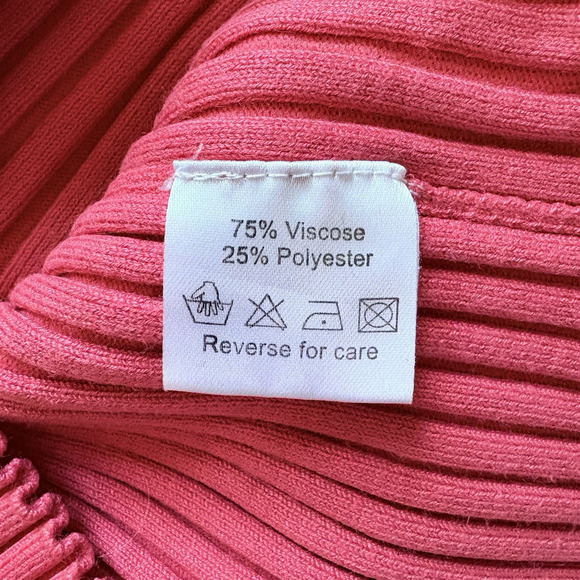 75% Viscose
25% Polyester
Reverse for care